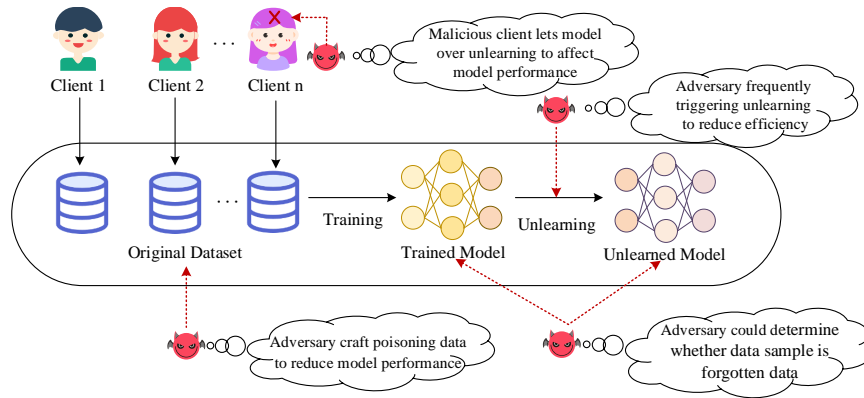 Malicious client lets model
over unlearning to affect
model performance
Client 1
Client 2
...
Client n
Adversary frequently
triggering unlearning
to reduce efficiency
...
Training
Unlearning
Original Dataset
Trained Model
Unlearned Model
Adversary craft poisoning data
to reduce model performance
Adversary could determine
whether data sample is
forgotten data